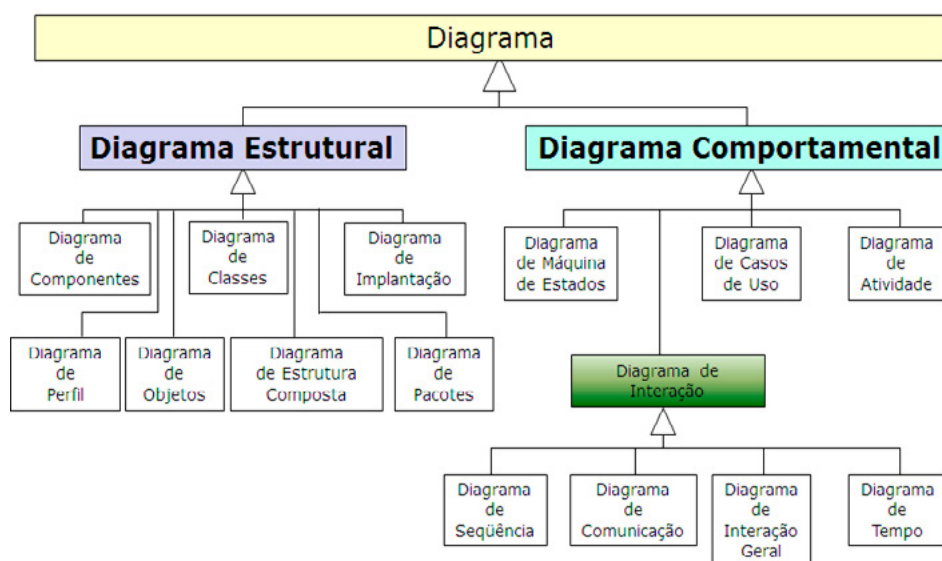 Diagrama
Diagrama Estrutural
Diagrama Comportamental
Diagrama
de
Componentes
Diagrama
de
Classes
Diagrama
de
Implantação
Diagrama
de Máquina
de Estados
Diagrama
de Casos
de Uso
Diagrama
de
Atividade
Diagrama
de
Perfil
Diagrama
de
Objetos
Diagrama
de Estrutura
Composta
Diagrama
de
Pacotes
Diagrama de
Interação
Diagrama
de
Seqüência
Diagrama
de
Comunicação
Diagrama
de
Interação
Geral
Diagrama
de
Tempo